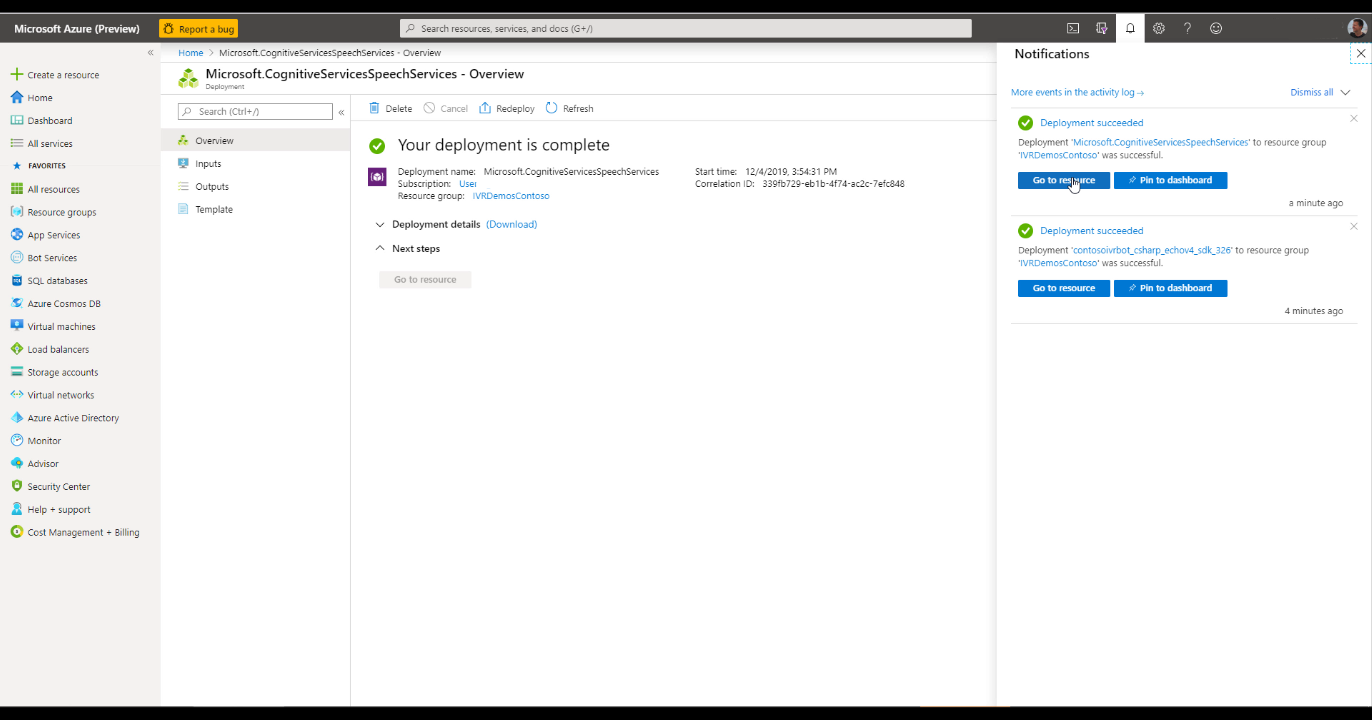 Microsoft Azure (Preview)
Report a bug
Search resources, services, and docs (G+/)
Create a resource
Home
Dashboard
All services
FAVORITES
All resources
Resource groups
App Services
Bot Services
SQL databases
Azure Cosmos DB
Virtual machines
Load balancers
Storage accounts
Virtual networks
Azure Active Directory
Monitor
Advisor
Security Center
Help + support
Cost Management + Billing
Home > Microsoft.CognitiveServicesSpeechServices - Overview
Microsoft.CognitiveServicesSpeechServices - Overview
Deployment
Search (Ctrl+/)
Overview
Inputs
Outputs
Template
Delete Cancel Redeploy Refresh
Your deployment is complete
Deployment name: Microsoft.CognitiveServicesSpeechServices
Subscription: User
Resource group: IVRDemosContoso
Start time: 12/4/2019, 3:54:31 PM
Correlation ID: 339fb729-eb1b-4f74-ac2c-7efc848
Deployment details (Download)
Next steps
Go to resource
Notifications
More events in the activity log→
Dismiss all
Deployment succeeded
Deployment 'Microsoft.CognitiveServicesSpeechServices' to resource group
'IVRDemosContoso' was successful.
Go to resource Pin to dashboard
a minute ago
Deployment succeeded
Deployment 'contosoivrbot_csharp_echov4_sdk_326' to resource group
'IVRDemosContoso' was successful.
Go to resource Pin to dashboard
4 minutes ago